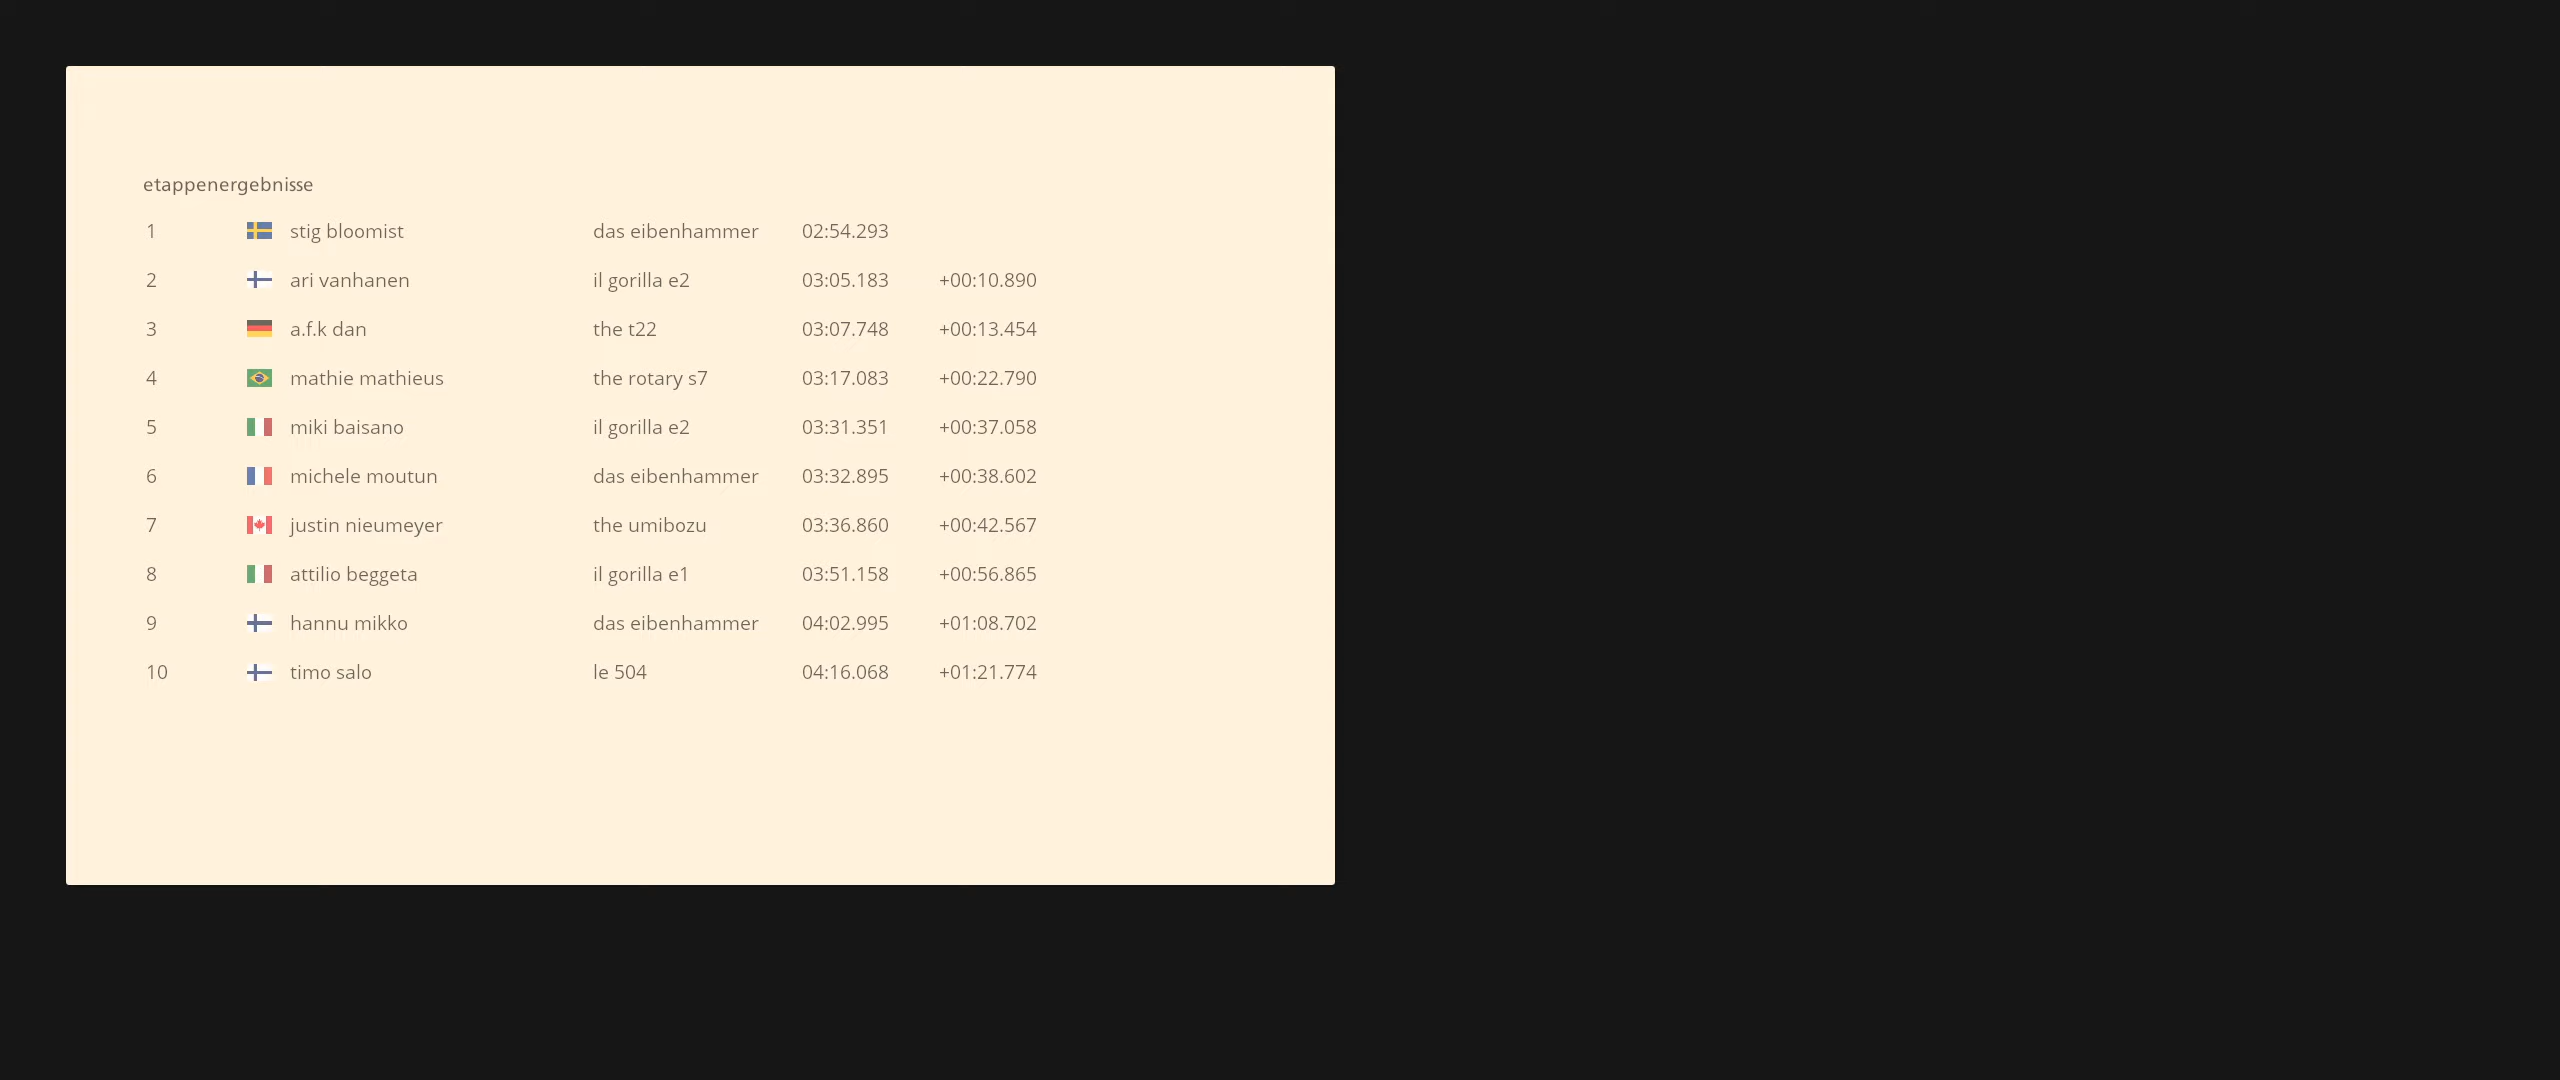 etappenergebnisse
1 stig bloomist das eibenhammer 02:54.293
2 ari vanhanen il gorilla e2 03:05.183 +00:10.890
3 a.f.k dan the t22 03:07.748 +00:13.454
4 mathie mathieus the rotary s7 03:17.083 +00:22.790
5 miki baisano il gorilla e2 03:31.351 +00:37.058
6 michele moutun das eibenhammer 03:32.895 +00:38.602
7 justin nieumeyer the umibozu 03:36.860 +00:42.567
8 attilio beggeta il gorilla e1 03:51.158 +00:56.865
9 hannu mikko das eibenhammer 04:02.995 +01:08.702
10 timo salo le 504 04:16.068 +01:21.774